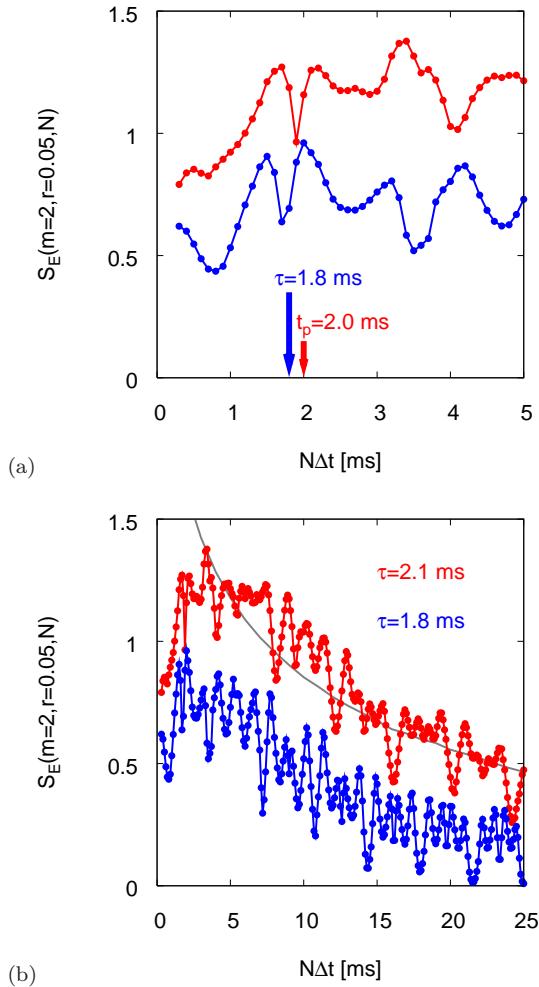 1.5
1
0.5
0
S_E(m=2,r=0.05,N)
τ=1.8 ms
t_p=2.0 ms
0 1 2 3 4 5
NΔt [ms]
(a)
1.5
1
0.5
0
S_E(m=2,r=0.05,N)
τ=2.1 ms
τ=1.8 ms
0 5 10 15 20 25
NΔt [ms]
(b)